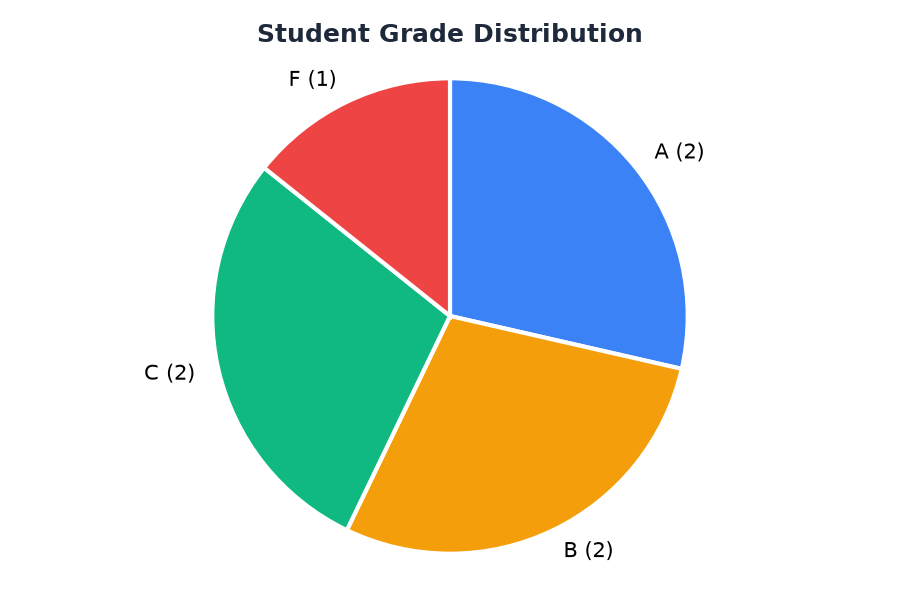 Student Grade Distribution
F (1)
A (2)
C (2)
B (2)